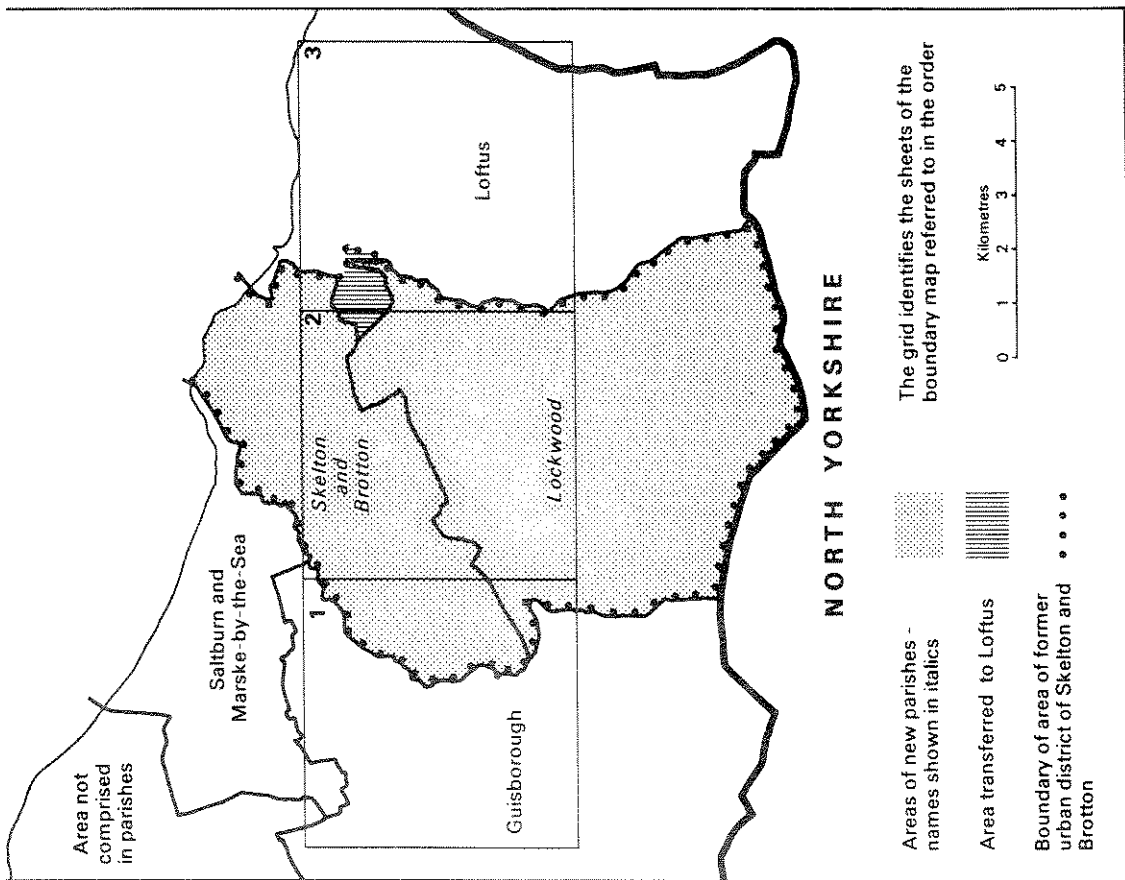 Area not
comprised
in parishes
Saltburn and
Marske-by-the-Sea
1
2
3
Skelton
and
Brotton
Loftus
Guisborough
Lockwood
NORTH YORKSHIRE
Areas of new parishes -
names shown in italics
Area transferred to Loftus
Boundary of area of former
urban district of Skelton and
Brotton
The grid identifies the sheets of the
boundary map referred to in the order
Kilometres
0 1 2 3 4 5